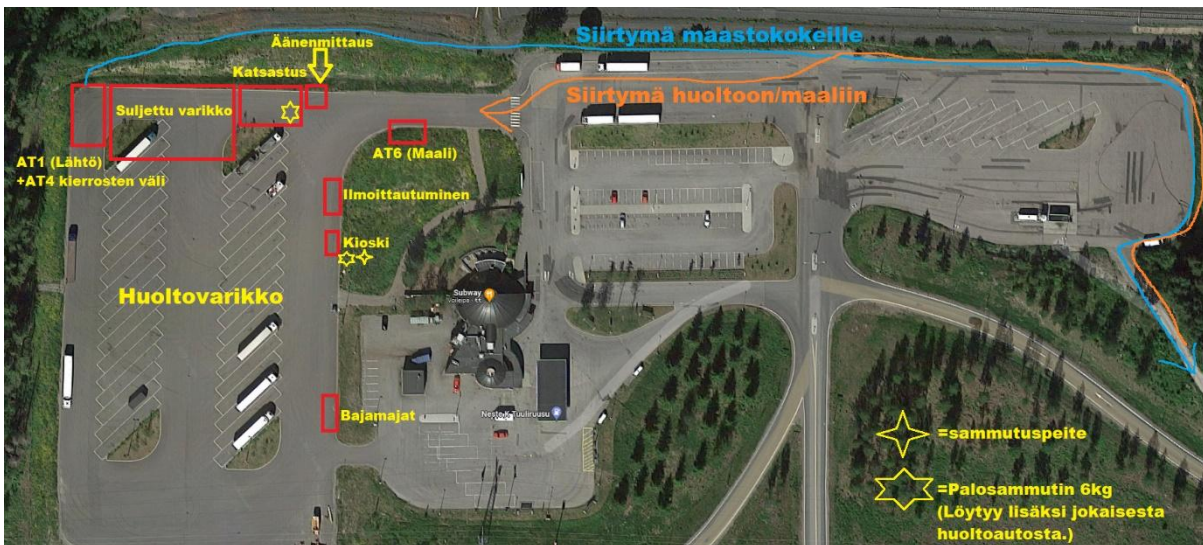 Siirtymä maastokokeille
Äänenmittaus
Katsastus
Siirtymä huoltoon/maaliin
Suljettu varikko
AT1 (Lähtö)
+AT4 kierrosten väli
AT6 (Maali)
Ilmoittautuminen
Kioski
Huoltovarikko
Subway
Neste K Tuuliruusu
Bajamajat
=sammutuspeite
=Palosammutin 6kg
(Löytyy lisäksi jokaisesta
huoltoautosta.)